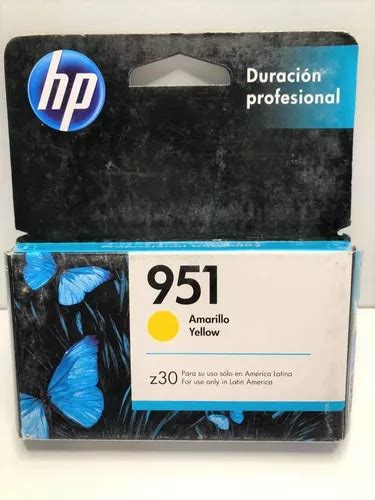 hp
Duración
profesional
951
Amarillo
Yellow
z30
Para su uso sólo en América Latina
For use only in Latin America